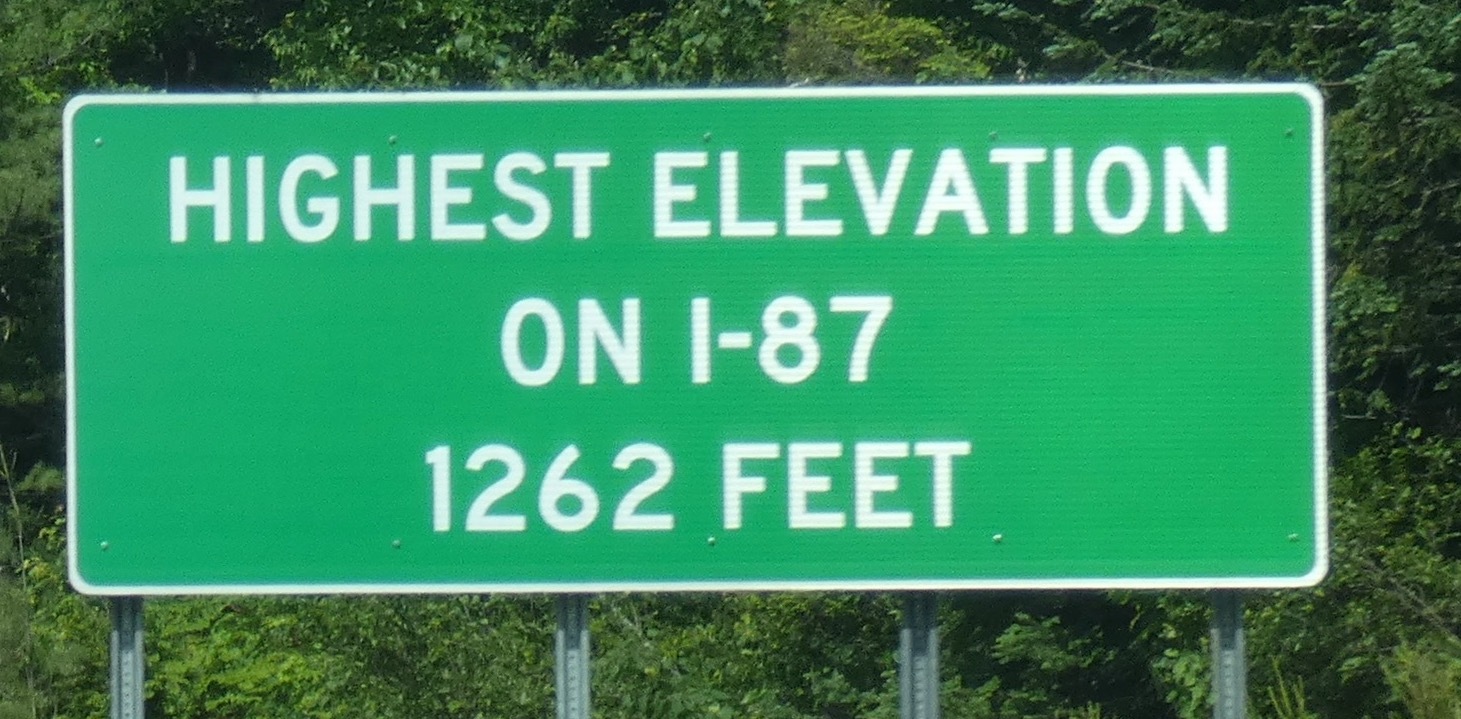 HIGHEST ELEVATION
ON I-87
1262 FEET